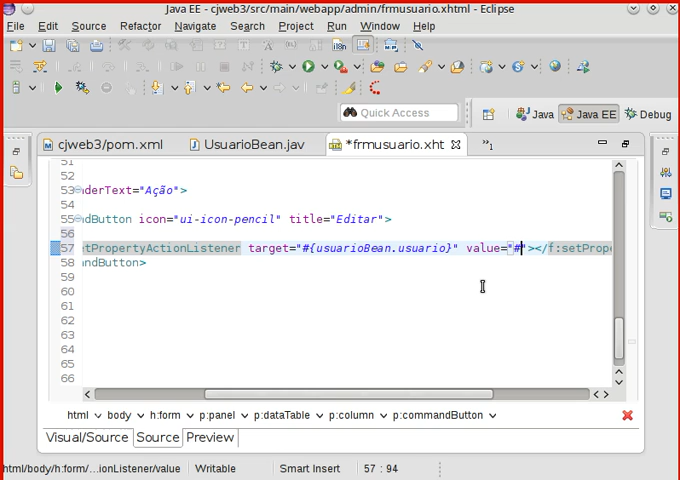 Java EE - cjweb3/src/main/webapp/admin/frmusuario.xhtml - Eclipse
File Edit Source Refactor Navigate Search Project Run Window Help
Quick Access
Java Java EE Debug
cjweb3/pom.xml UsuarioBean.jav *frmusuario.xht »1
51
52
53 derText="Ação">
54
55 ndButton icon="ui-icon-pencil" title="Editar">
56
57 tPropertyActionListener target="#{usuarioBean.usuario}" value="#"></f:setPrope
58 andButton>
59
60
61
62
63
64
65
66
html body h:form p:panel p:dataTable p:column p:commandButton
Visual/Source Source Preview
html/body/h:form/...ionListener/value Writable Smart Insert 57 : 94